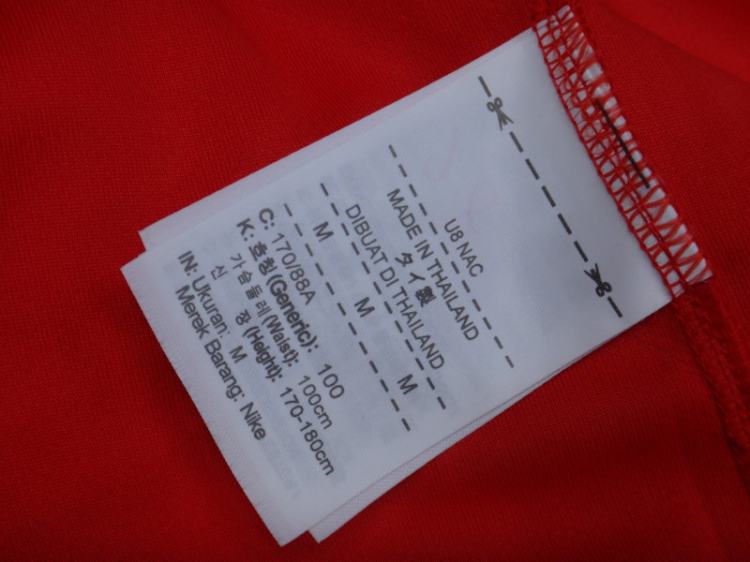 U8 NAC
MADE IN THAILAND
タイ製
DIBUAT DI THAILAND
M M M
C: 170/88A
K: 호칭(Generic): 100
가슴둘레(Waist): 100cm
신 장(Height): 170-180cm
IN: Ukuran: M
Merek Barang: Nike